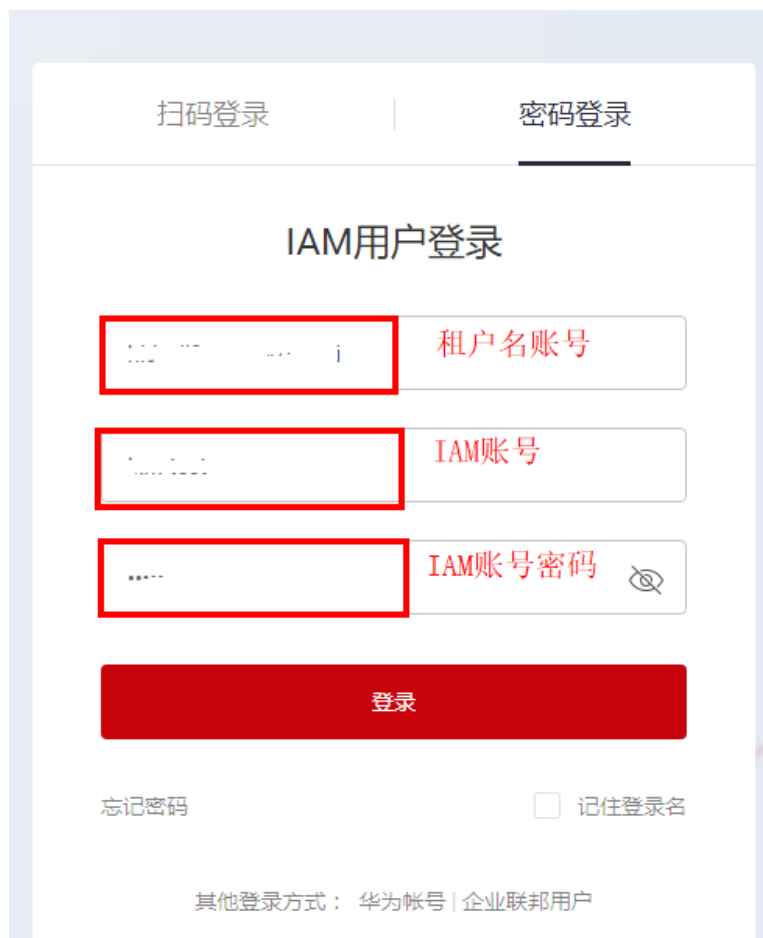 扫码登录
密码登录
IAM用户登录
租户名账号
IAM账号
IAM账号密码
登录
忘记密码
记住登录名
其他登录方式： 华为帐号 | 企业联邦用户